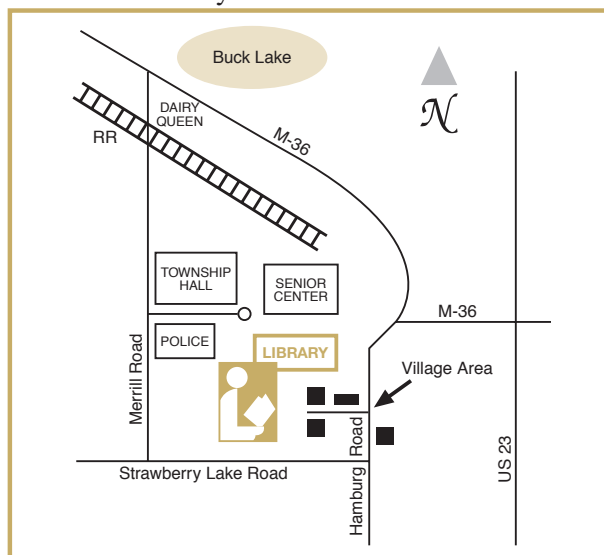 Buck Lake
DAIRY
QUEEN
M-36
RR
N
TOWNSHIP
HALL
SENIOR
CENTER
M-36
POLICE
LIBRARY
Merrill Road
Village Area
Strawberry Lake Road
Hamburg Road
US 23